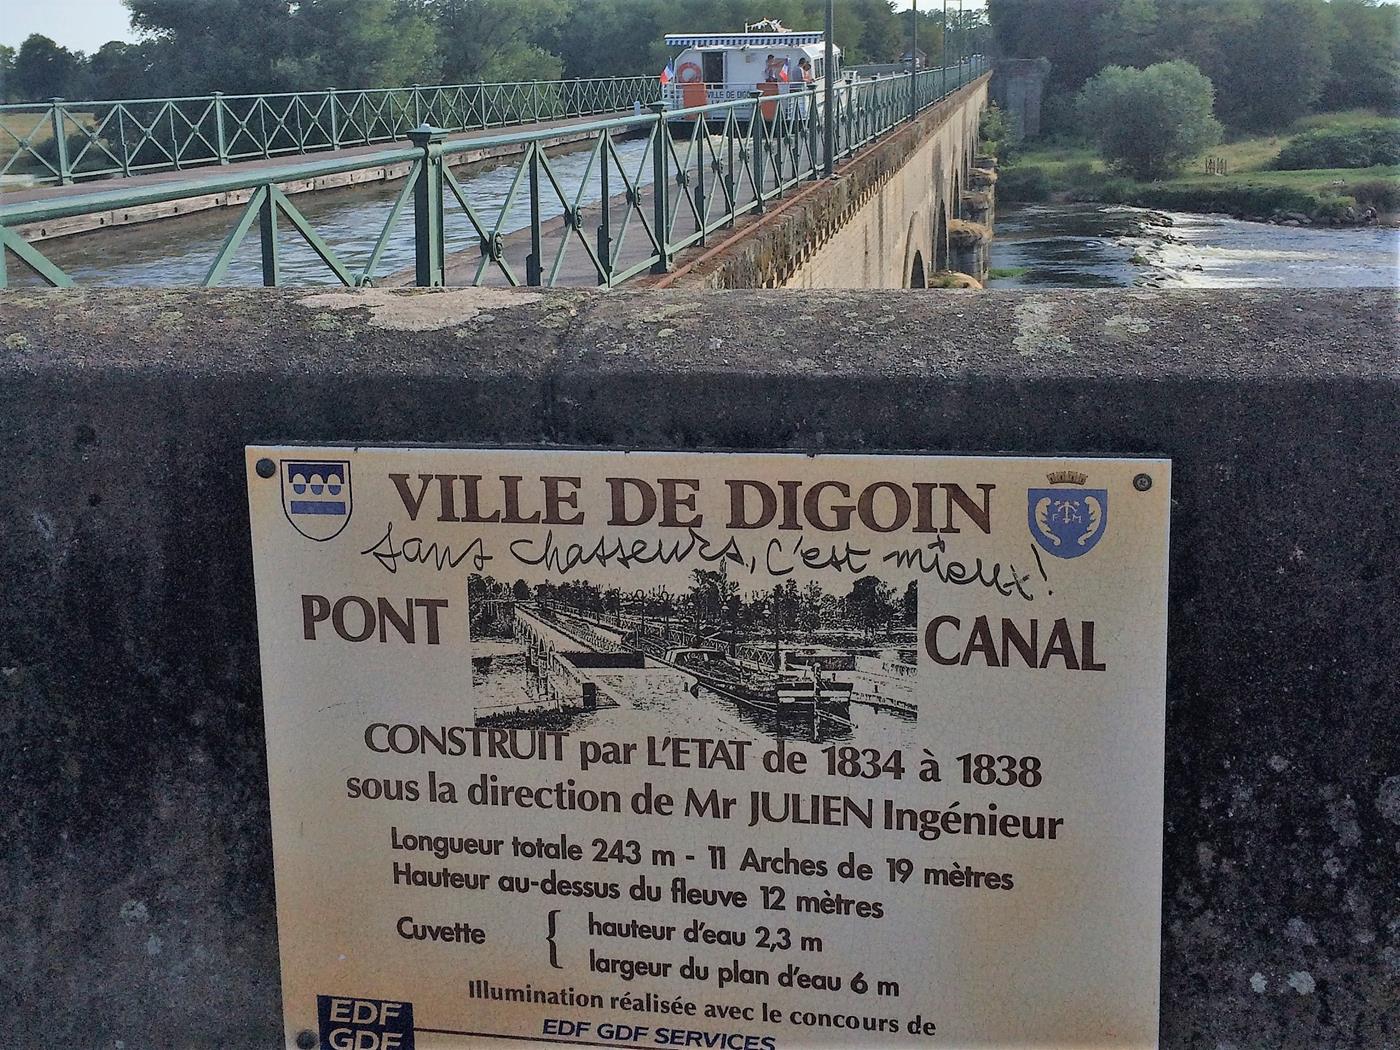 VILLE DE DIGOIN
VILLE DE DIGOIN
sans chasseurs, c'est mieux!
PONT CANAL
CONSTRUIT par L'ETAT de 1834 à 1838
sous la direction de Mr JULIEN Ingénieur
Longueur totale 243 m - 11 Arches de 19 mètres
Hauteur au-dessus du fleuve 12 mètres
Cuvette { hauteur d'eau 2,3 m
largeur du plan d'eau 6 m
Illumination réalisée avec le concours de
EDF GDF SERVICES
EDF
GDF